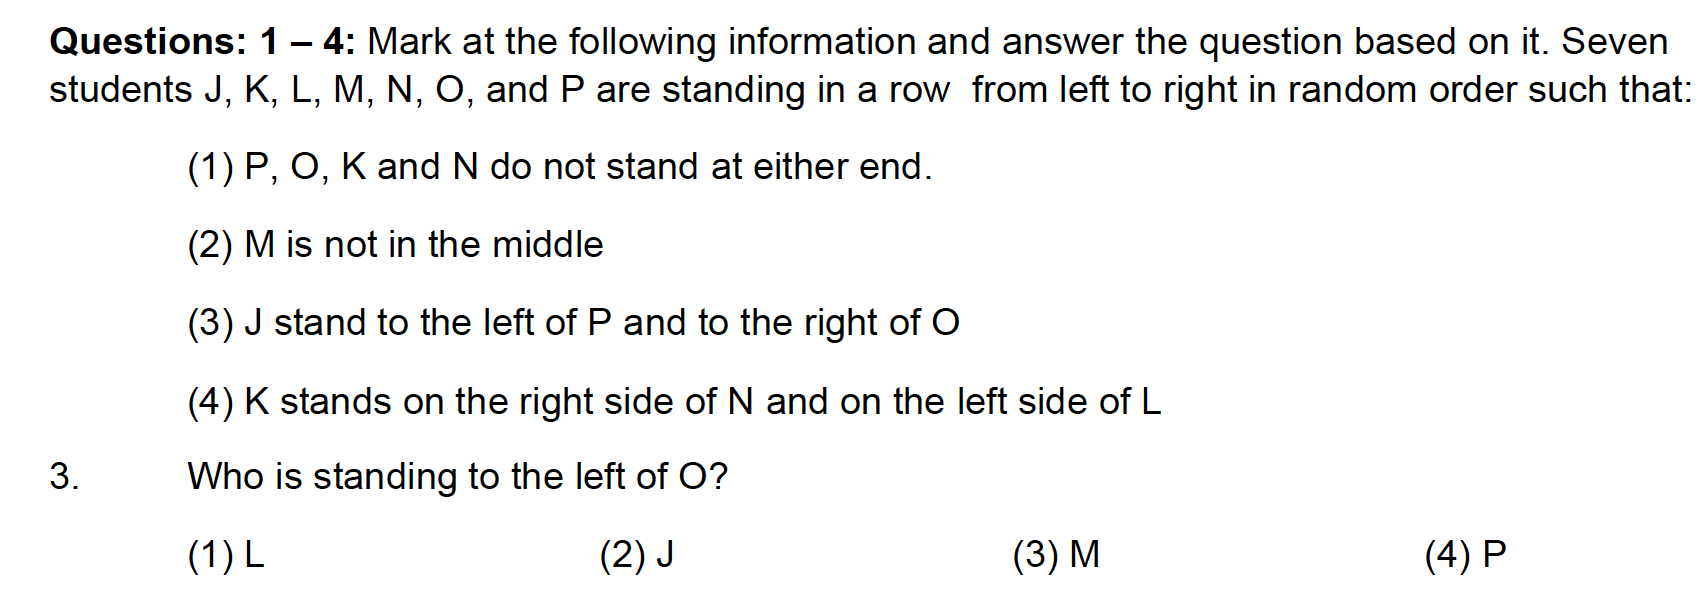 Questions: 1 – 4: Mark at the following information and answer the question based on it. Seven
students J, K, L, M, N, O, and P are standing in a row from left to right in random order such that:
(1) P, O, K and N do not stand at either end.
(2) M is not in the middle
(3) J stand to the left of P and to the right of O
(4) K stands on the right side of N and on the left side of L
3. Who is standing to the left of O?
(1) L (2) J (3) M (4) P